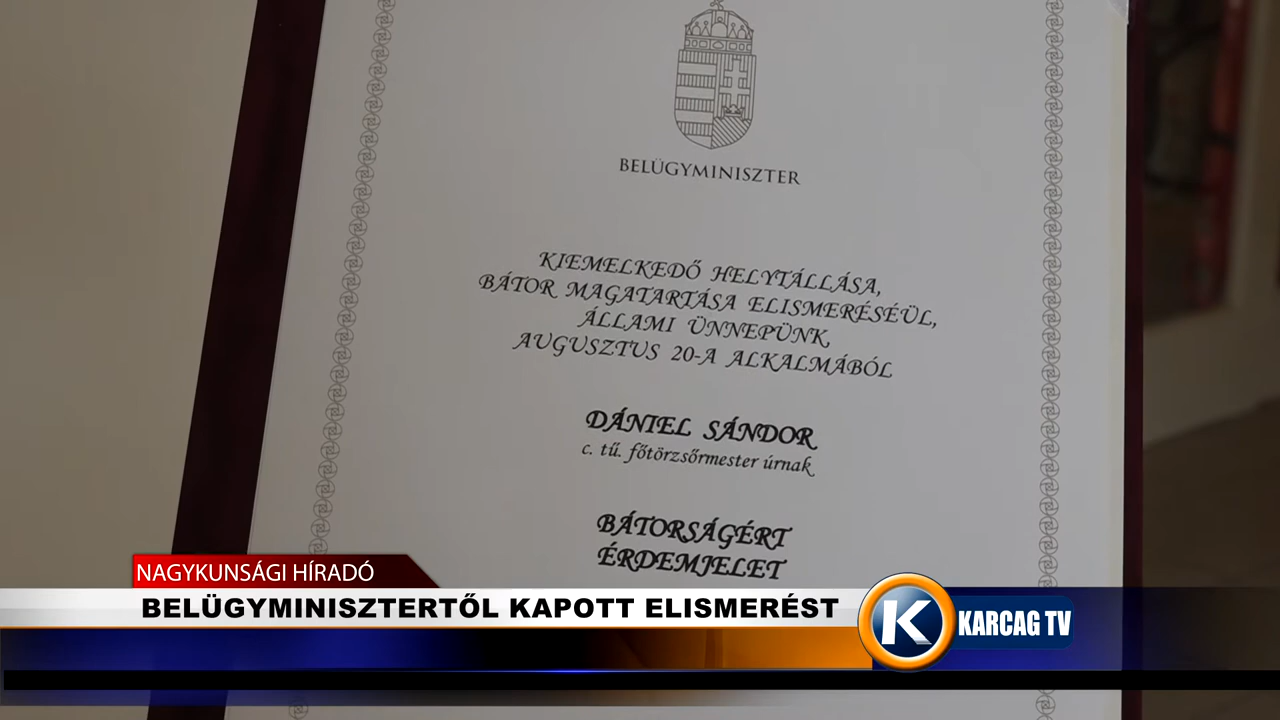 BELÜGYMINISZTER
KIEMELKEDŐ HELYTÁLLÁSA,
BÁTOR MAGATARTÁSA ELISMERÉSÉÜL,
ÁLLAMI ÜNNEPÜNK,
AUGUSZTUS 20-A ALKALMÁBÓL
DÁNIEL SÁNDOR
c. tű. főtörzsőrmester úrnak
BÁTORSÁGÉRT
ÉRDEMJELET
NAGYKUNSÁGI HÍRADÓ
BELÜGYMINISZTERTŐL KAPOTT ELISMERÉST
K KARCAG TV